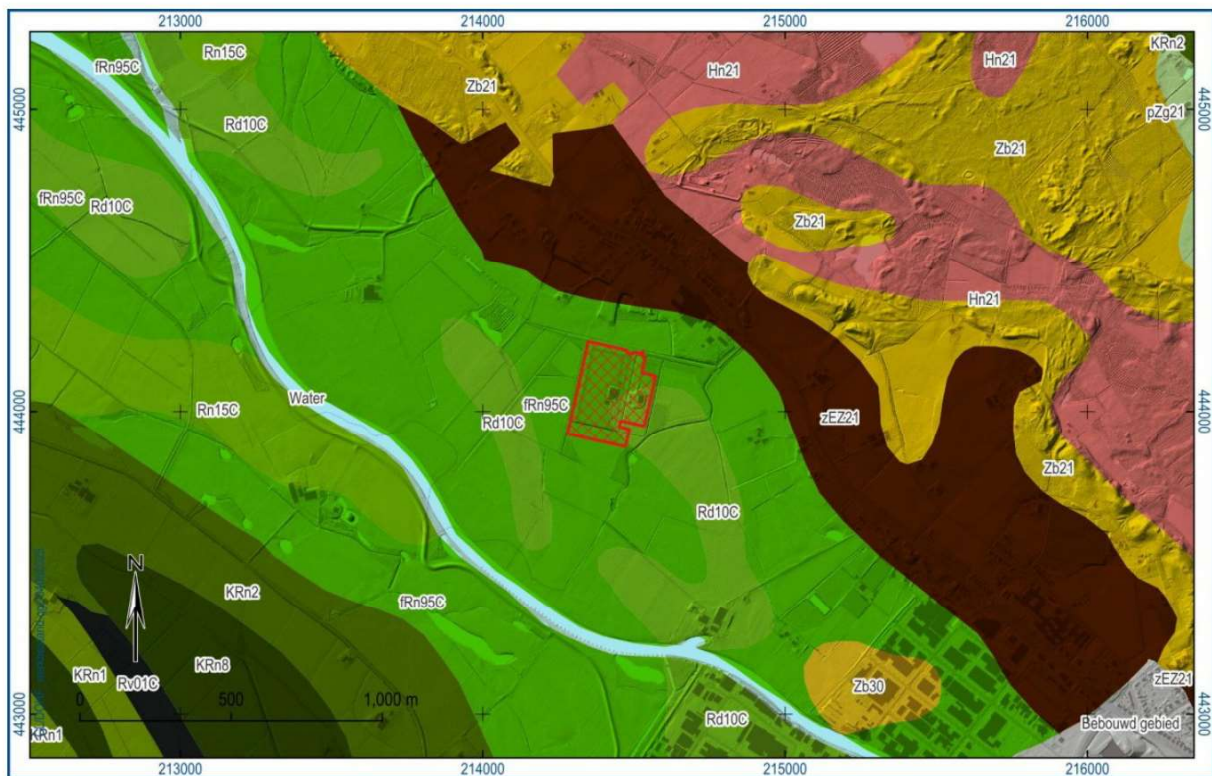 213000 214000 215000 216000
Rn15C
fRn95C
KRn2
Hn21
Hn21
Zb21
445000
445000
pZg21
Rd10C
Zb21
fRn95C
Rd10C
Zb21
Hn21
Water
Rn15C
Rd10C
fRn95C
444000
444000
zEZ21
Zb21
Rd10C
N
KRn2
fRn95C
KRn1
Rv01C
KRn8
Zb30
zEZ21
0 500 1,000 m
Rd10C
Bebouwd gebied
443000
443000
KRn1
213000 214000 215000 216000